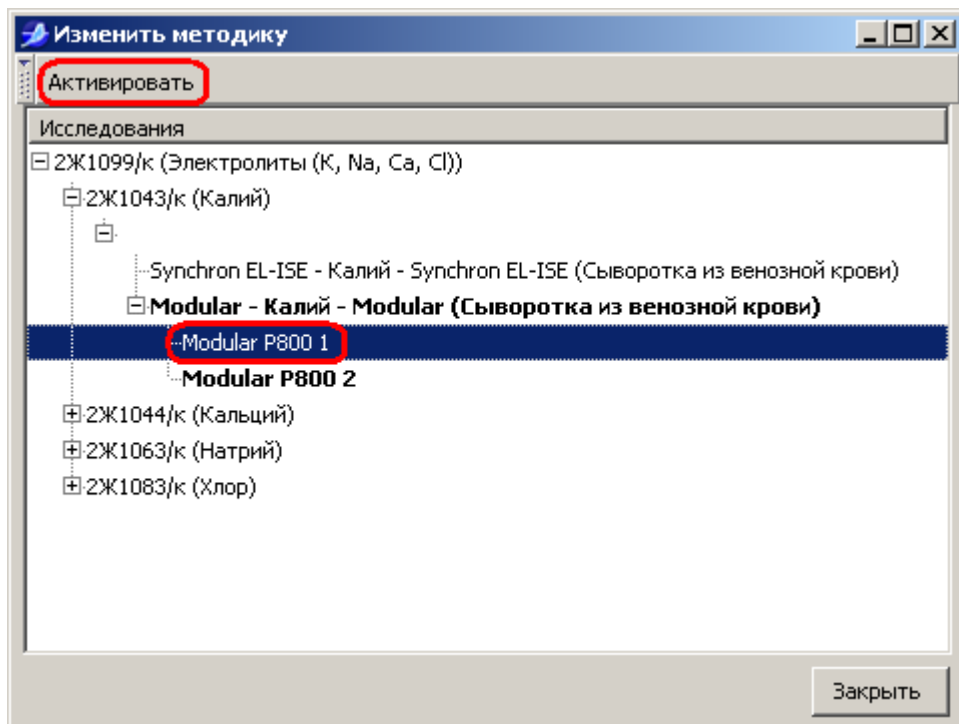 Изменить методику
Активировать
Исследования
2Ж1099/к (Электролиты (K, Na, Ca, Cl))
2Ж1043/к (Калий)
Synchron EL-ISE - Калий - Synchron EL-ISE (Сыворотка из венозной крови)
Modular - Калий - Modular (Сыворотка из венозной крови)
Modular P800 1
Modular P800 2
2Ж1044/к (Кальций)
2Ж1063/к (Натрий)
2Ж1083/к (Хлор)
Закрыть